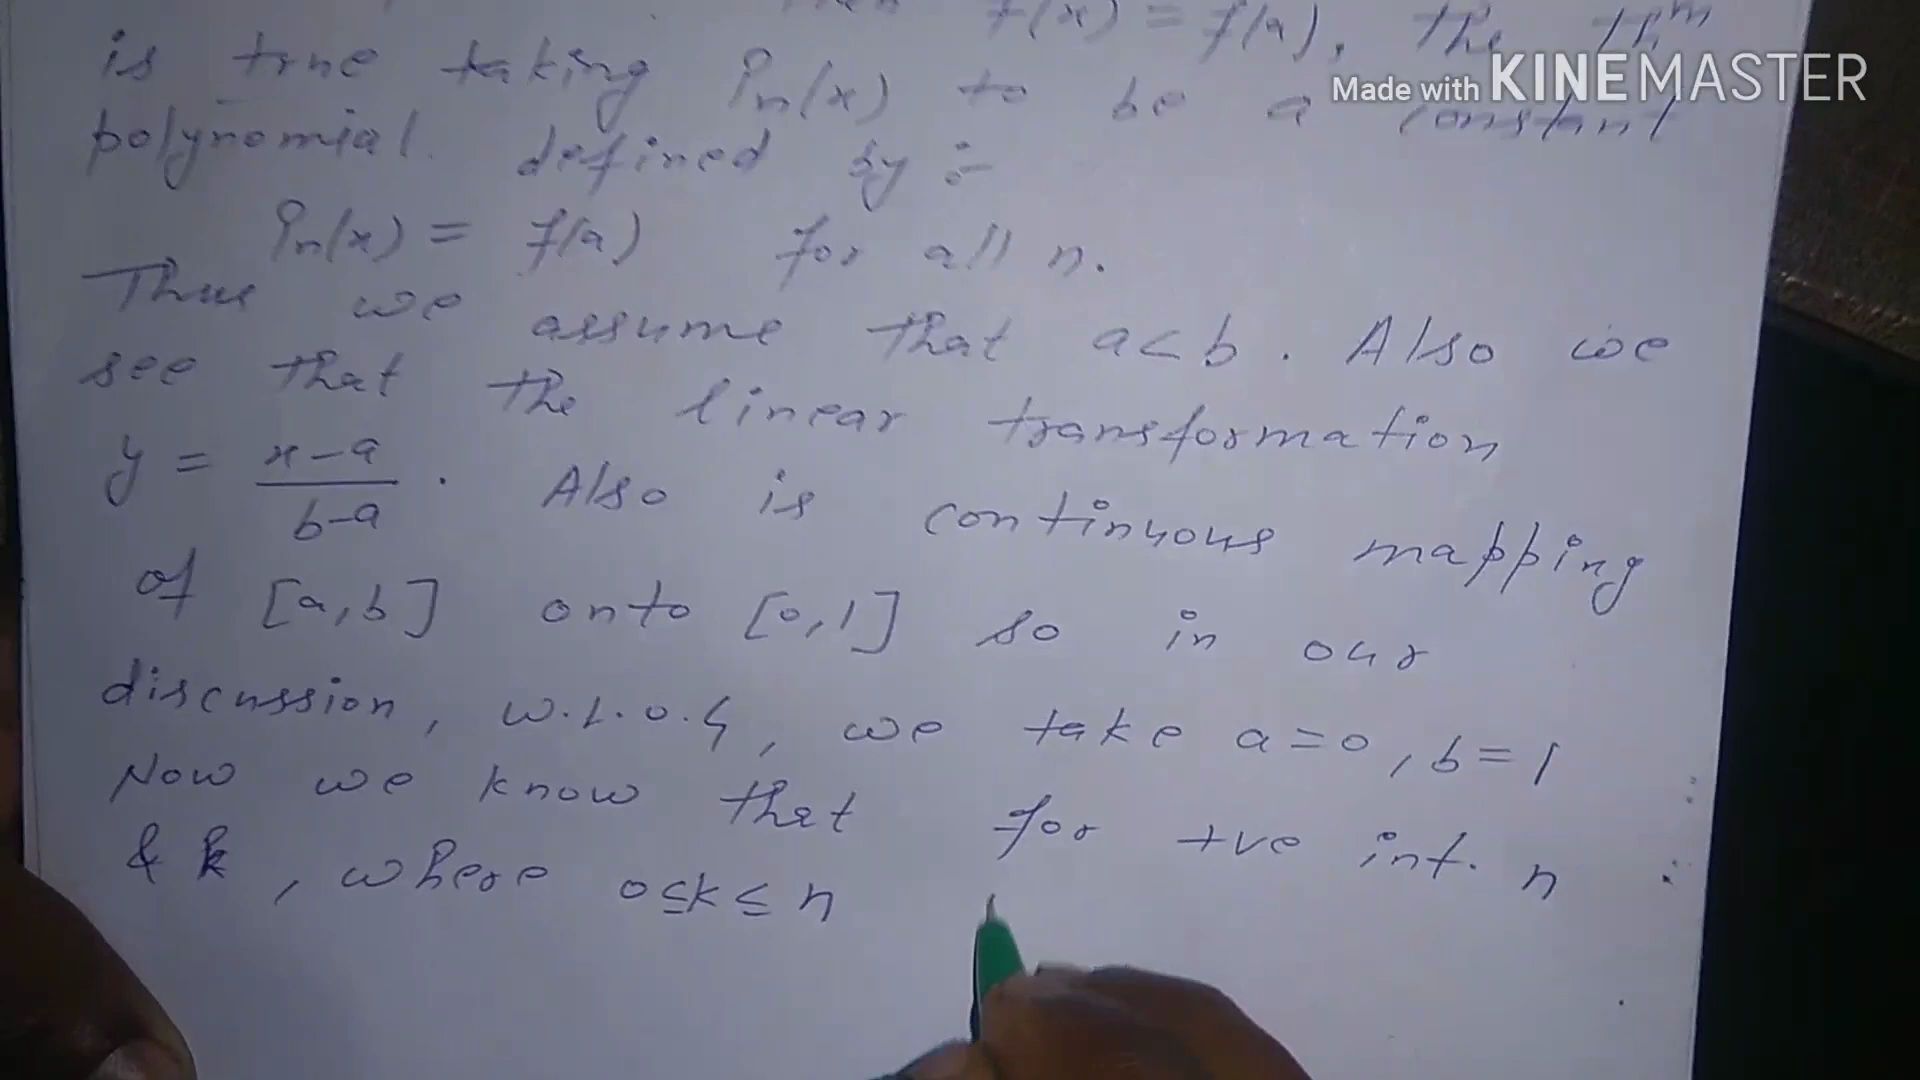 then f(x) = f(a), the thm
is true taking Pn(x) to be a constant
polynomial. defined by :-
Pn(x) = f(a) for all n.
Thus we assume that a<b. Also we
see that the linear transformation
y = x-a / b-a . Also is continuous mapping
of [a,b] onto [0,1] so in our
discussion, w.l.o.g, we take a=0, b=1
Now we know that for +ve int. n
& k, where 0≤k≤n
Made with KINEMASTER